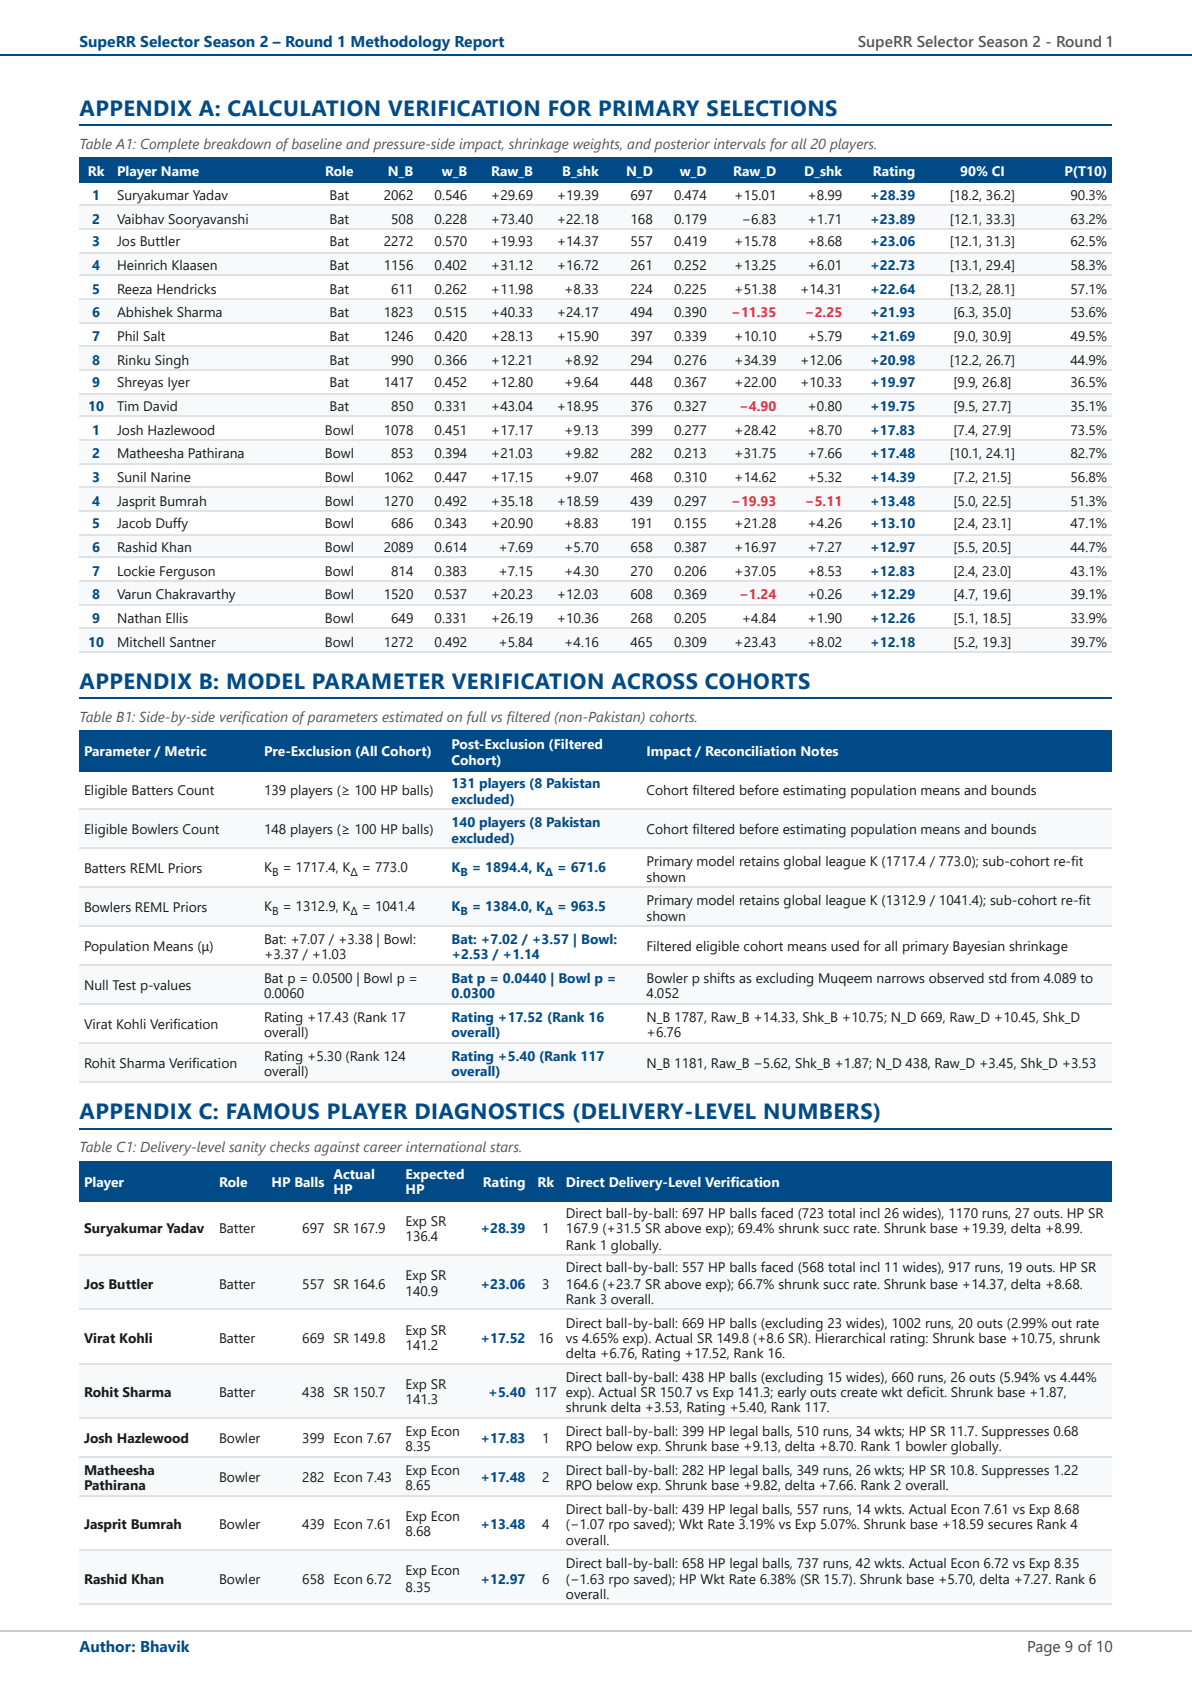 SupeRR Selector Season 2 – Round 1 Methodology Report SupeRR Selector Season 2 - Round 1
APPENDIX A: CALCULATION VERIFICATION FOR PRIMARY SELECTIONS
Table A1: Complete breakdown of baseline and pressure-side impact, shrinkage weights, and posterior intervals for all 20 players.
Rk Player Name Role N_B w_B Raw_B B_shk N_D w_D Raw_D D_shk Rating 90% CI P(T10)
1 Suryakumar Yadav Bat 2062 0.546 +29.69 +19.39 697 0.474 +15.01 +8.99 +28.39 [18.2, 36.2] 90.3%
2 Vaibhav Sooryavanshi Bat 508 0.228 +73.40 +22.18 168 0.179 −6.83 +1.71 +23.89 [12.1, 33.3] 63.2%
3 Jos Buttler Bat 2272 0.570 +19.93 +14.37 557 0.419 +15.78 +8.68 +23.06 [12.1, 31.3] 62.5%
4 Heinrich Klaasen Bat 1156 0.402 +31.12 +16.72 261 0.252 +13.25 +6.01 +22.73 [13.1, 29.4] 58.3%
5 Reeza Hendricks Bat 611 0.262 +11.98 +8.33 224 0.225 +51.38 +14.31 +22.64 [13.2, 28.1] 57.1%
6 Abhishek Sharma Bat 1823 0.515 +40.33 +24.17 494 0.390 −11.35 −2.25 +21.93 [6.3, 35.0] 53.6%
7 Phil Salt Bat 1246 0.420 +28.13 +15.90 397 0.339 +10.10 +5.79 +21.69 [9.0, 30.9] 49.5%
8 Rinku Singh Bat 990 0.366 +12.21 +8.92 294 0.276 +34.39 +12.06 +20.98 [12.2, 26.7] 44.9%
9 Shreyas Iyer Bat 1417 0.452 +12.80 +9.64 448 0.367 +22.00 +10.33 +19.97 [9.9, 26.8] 36.5%
10 Tim David Bat 850 0.331 +43.04 +18.95 376 0.327 −4.90 +0.80 +19.75 [9.5, 27.7] 35.1%
1 Josh Hazlewood Bowl 1078 0.451 +17.17 +9.13 399 0.277 +28.42 +8.70 +17.83 [7.4, 27.9] 73.5%
2 Matheesha Pathirana Bowl 853 0.394 +21.03 +9.82 282 0.213 +31.75 +7.66 +17.48 [10.1, 24.1] 82.7%
3 Sunil Narine Bowl 1062 0.447 +17.15 +9.07 468 0.310 +14.62 +5.32 +14.39 [7.2, 21.5] 56.8%
4 Jasprit Bumrah Bowl 1270 0.492 +35.18 +18.59 439 0.297 −19.93 −5.11 +13.48 [5.0, 22.5] 51.3%
5 Jacob Duffy Bowl 686 0.343 +20.90 +8.83 191 0.155 +21.28 +4.26 +13.10 [2.4, 23.1] 47.1%
6 Rashid Khan Bowl 2089 0.614 +7.69 +5.70 658 0.387 +16.97 +7.27 +12.97 [5.5, 20.5] 44.7%
7 Lockie Ferguson Bowl 814 0.383 +7.15 +4.30 270 0.206 +37.05 +8.53 +12.83 [2.4, 23.0] 43.1%
8 Varun Chakravarthy Bowl 1520 0.537 +20.23 +12.03 608 0.369 −1.24 +0.26 +12.29 [4.7, 19.6] 39.1%
9 Nathan Ellis Bowl 649 0.331 +26.19 +10.36 268 0.205 +4.84 +1.90 +12.26 [5.1, 18.5] 33.9%
10 Mitchell Santner Bowl 1272 0.492 +5.84 +4.16 465 0.309 +23.43 +8.02 +12.18 [5.2, 19.3] 39.7%
APPENDIX B: MODEL PARAMETER VERIFICATION ACROSS COHORTS
Table B1: Side-by-side verification of parameters estimated on full vs filtered (non-Pakistan) cohorts.
Parameter / Metric Pre-Exclusion (All Cohort) Post-Exclusion (Filtered
Cohort) Impact / Reconciliation Notes
Eligible Batters Count 139 players (≥ 100 HP balls) 131 players (8 Pakistan
excluded) Cohort filtered before estimating population means and bounds
Eligible Bowlers Count 148 players (≥ 100 HP balls) 140 players (8 Pakistan
excluded) Cohort filtered before estimating population means and bounds
Batters REML Priors K_B = 1717.4, K_Δ = 773.0 K_B = 1894.4, K_Δ = 671.6 Primary model retains global league K (1717.4 / 773.0); sub-cohort re-fit
shown
Bowlers REML Priors K_B = 1312.9, K_Δ = 1041.4 K_B = 1384.0, K_Δ = 963.5 Primary model retains global league K (1312.9 / 1041.4); sub-cohort re-fit
shown
Population Means (μ) Bat: +7.07 / +3.38 | Bowl:
+3.37 / +1.03 Bat: +7.02 / +3.57 | Bowl:
+2.53 / +1.14 Filtered eligible cohort means used for all primary Bayesian shrinkage
Null Test p-values Bat p = 0.0500 | Bowl p =
0.0060 Bat p = 0.0440 | Bowl p =
0.0300 Bowler p shifts as excluding Muqeem narrows observed std from 4.089 to
4.052
Virat Kohli Verification Rating +17.43 (Rank 17
overall) Rating +17.52 (Rank 16
overall) N_B 1787, Raw_B +14.33, Shk_B +10.75; N_D 669, Raw_D +10.45, Shk_D
+6.76
Rohit Sharma Verification Rating +5.30 (Rank 124
overall) Rating +5.40 (Rank 117
overall) N_B 1181, Raw_B −5.62, Shk_B +1.87; N_D 438, Raw_D +3.45, Shk_D +3.53
APPENDIX C: FAMOUS PLAYER DIAGNOSTICS (DELIVERY-LEVEL NUMBERS)
Table C1: Delivery-level sanity checks against career international stars.
Player Role HP Balls Actual
HP Expected
HP Rating Rk Direct Delivery-Level Verification
Suryakumar Yadav Batter 697 SR 167.9 Exp SR
136.4 +28.39 1 Direct ball-by-ball: 697 HP balls faced (723 total incl 26 wides), 1170 runs, 27 outs. HP SR
167.9 (+31.5 SR above exp); 69.4% shrunk succ rate. Shrunk base +19.39, delta +8.99.
Rank 1 globally.
Jos Buttler Batter 557 SR 164.6 Exp SR
140.9 +23.06 3 Direct ball-by-ball: 557 HP balls faced (568 total incl 11 wides), 917 runs, 19 outs. HP SR
164.6 (+23.7 SR above exp); 66.7% shrunk succ rate. Shrunk base +14.37, delta +8.68.
Rank 3 overall.
Virat Kohli Batter 669 SR 149.8 Exp SR
141.2 +17.52 16 Direct ball-by-ball: 669 HP balls (excluding 23 wides), 1002 runs, 20 outs (2.99% out rate
vs 4.65% exp). Actual SR 149.8 (+8.6 SR). Hierarchical rating: Shrunk base +10.75, shrunk
delta +6.76, Rating +17.52, Rank 16.
Rohit Sharma Batter 438 SR 150.7 Exp SR
141.3 +5.40 117 Direct ball-by-ball: 438 HP balls (excluding 15 wides), 660 runs, 26 outs (5.94% vs 4.44%
exp). Actual SR 150.7 vs Exp 141.3; early outs create wkt deficit. Shrunk base +1.87,
shrunk delta +3.53, Rating +5.40, Rank 117.
Josh Hazlewood Bowler 399 Econ 7.67 Exp Econ
8.35 +17.83 1 Direct ball-by-ball: 399 HP legal balls, 510 runs, 34 wkts; HP SR 11.7. Suppresses 0.68
RPO below exp. Shrunk base +9.13, delta +8.70. Rank 1 bowler globally.
Matheesha
Pathirana Bowler 282 Econ 7.43 Exp Econ
8.65 +17.48 2 Direct ball-by-ball: 282 HP legal balls, 349 runs, 26 wkts; HP SR 10.8. Suppresses 1.22
RPO below exp. Shrunk base +9.82, delta +7.66. Rank 2 overall.
Jasprit Bumrah Bowler 439 Econ 7.61 Exp Econ
8.68 +13.48 4 Direct ball-by-ball: 439 HP legal balls, 557 runs, 14 wkts. Actual Econ 7.61 vs Exp 8.68
(−1.07 rpo saved); Wkt Rate 3.19% vs Exp 5.07%. Shrunk base +18.59 secures Rank 4
overall.
Rashid Khan Bowler 658 Econ 6.72 Exp Econ
8.35 +12.97 6 Direct ball-by-ball: 658 HP legal balls, 737 runs, 42 wkts. Actual Econ 6.72 vs Exp 8.35
(−1.63 rpo saved); HP Wkt Rate 6.38% (SR 15.7). Shrunk base +5.70, delta +7.27. Rank 6
overall.
Author: Bhavik Page 9 of 10